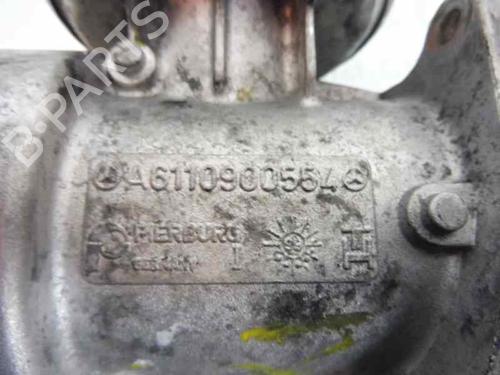 B-PARTS
A6110900554
PIERBURG
GERMANY I